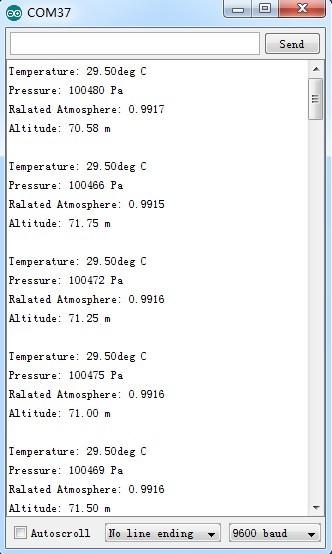 COM37
Send
Temperature: 29.50deg C
Pressure: 100480 Pa
Ralated Atmosphere: 0.9917
Altitude: 70.58 m
Temperature: 29.50deg C
Pressure: 100466 Pa
Ralated Atmosphere: 0.9915
Altitude: 71.75 m
Temperature: 29.50deg C
Pressure: 100472 Pa
Ralated Atmosphere: 0.9916
Altitude: 71.25 m
Temperature: 29.50deg C
Pressure: 100475 Pa
Ralated Atmosphere: 0.9916
Altitude: 71.00 m
Temperature: 29.50deg C
Pressure: 100469 Pa
Ralated Atmosphere: 0.9916
Altitude: 71.50 m
Autoscroll No line ending 9600 baud